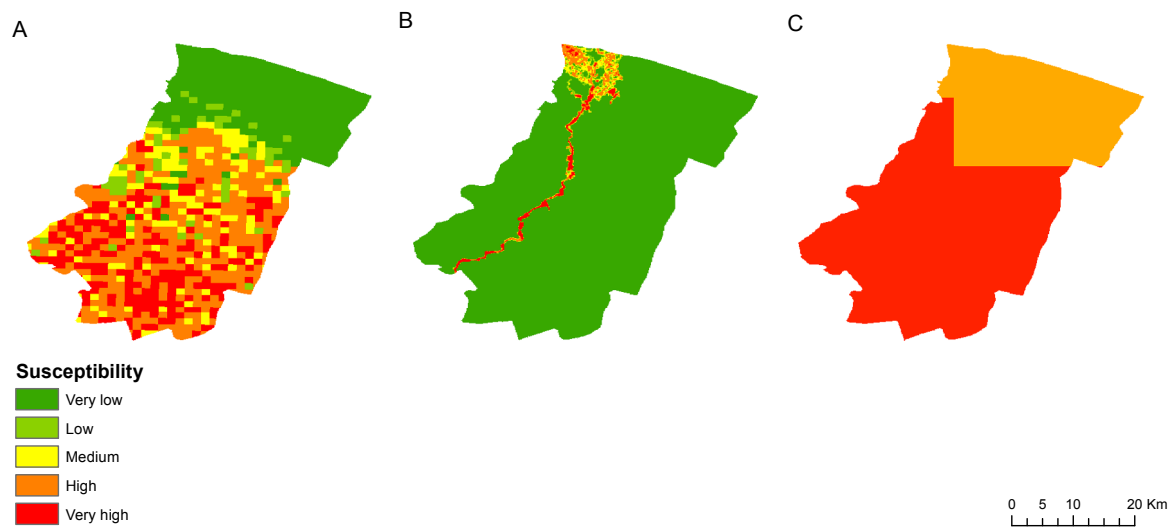 A
B
C
Susceptibility
Very low
Low
Medium
High
Very high
0 5 10 20 Km